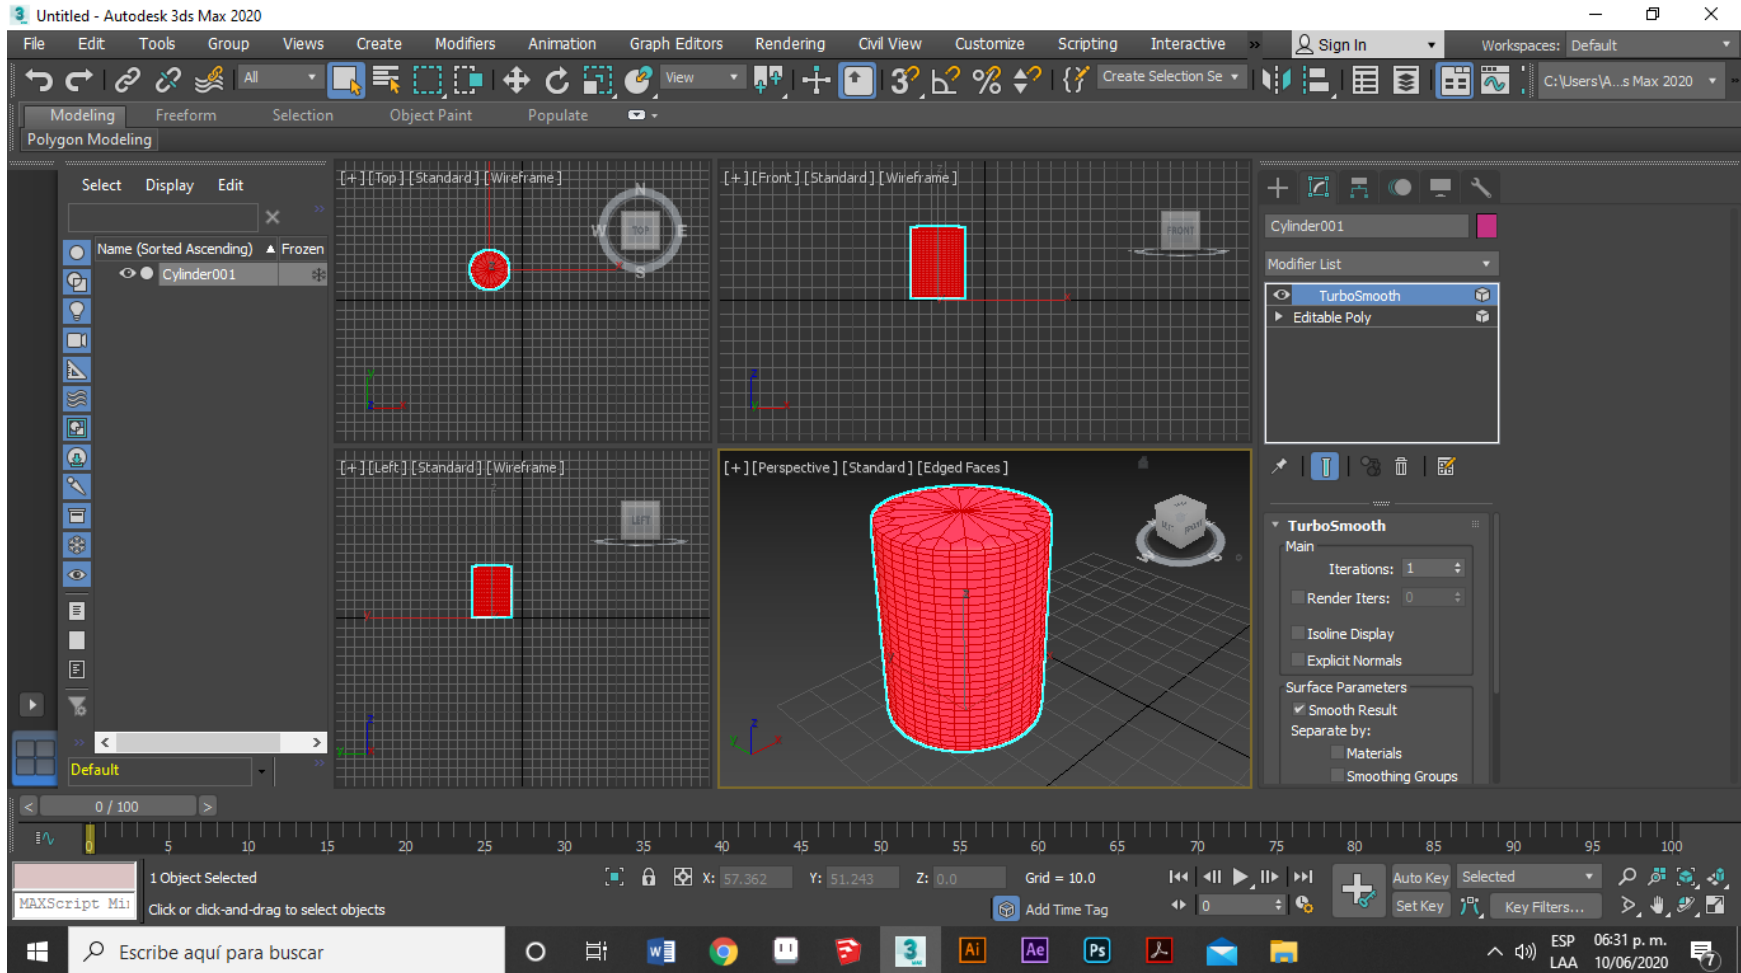 Untitled - Autodesk 3ds Max 2020
File Edit Tools Group Views Create Modifiers Animation Graph Editors Rendering Civil View Customize Scripting Interactive » Sign In Workspaces: Default
All View Create Selection Se C:\Users\A...s Max 2020
Modeling Freeform Selection Object Paint Populate
Polygon Modeling
Select Display Edit
Name (Sorted Ascending) Frozen
Cylinder001
Default
[+] [Top] [Standard] [Wireframe]
N
W TOP E
S
[+] [Front] [Standard] [Wireframe]
FRONT
[+] [Left] [Standard] [Wireframe]
LEFT
[+] [Perspective] [Standard] [Edged Faces]
Cylinder001
Modifier List
TurboSmooth
Editable Poly
TurboSmooth
Main
Iterations: 1
Render Iters: 0
Isoline Display
Explicit Normals
Surface Parameters
Smooth Result
Separate by:
Materials
Smoothing Groups
< 0 / 100 >
0 5 10 15 20 25 30 35 40 45 50 55 60 65 70 75 80 85 90 95 100
1 Object Selected X: 57.362 Y: 51.243 Z: 0.0 Grid = 10.0 Auto Key Selected
MAXScript Mi Click or click-and-drag to select objects Add Time Tag 0 Set Key Key Filters...
Escribe aquí para buscar
ESP 06:31 p. m.
LAA 10/06/2020
7